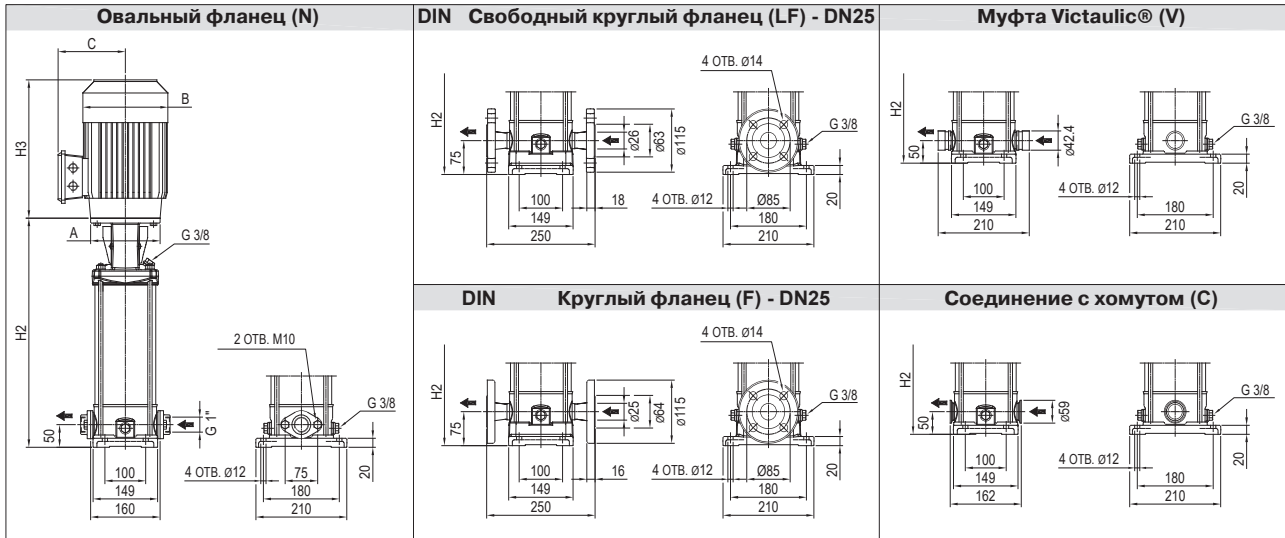 Овальный фланец (N)
C
B
H3
A
G 3/8
H2
2 ОТВ. М10
G 3/8
G 1"
50
20
100
149
160
4 ОТВ. Ø12
75
180
210
DIN Свободный круглый фланец (LF) - DN25
4 ОТВ. Ø14
H2
75
ø26
ø63
ø115
G 3/8
100
18
149
250
4 ОТВ. Ø12
Ø85
20
180
210
Муфта Victaulic® (V)
H2
50
ø42.4
G 3/8
100
149
210
4 ОТВ. Ø12
20
180
210
DIN Круглый фланец (F) - DN25
4 ОТВ. Ø14
H2
75
ø25
ø64
ø115
G 3/8
100
16
149
250
4 ОТВ. Ø12
Ø85
20
180
210
Соединение с хомутом (C)
H2
50
ø59
G 3/8
100
149
162
4 ОТВ. Ø12
20
180
210